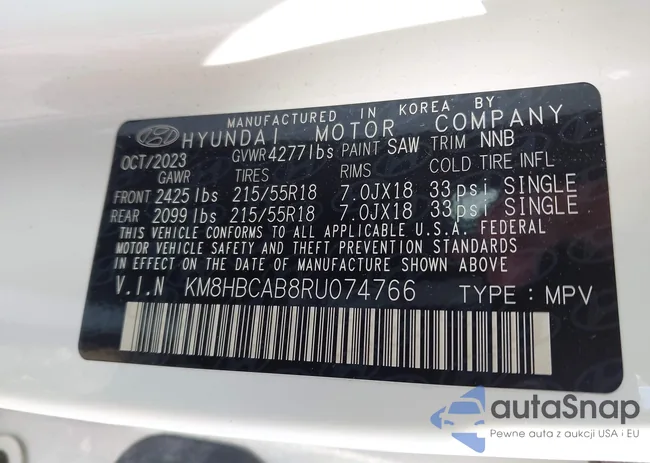 MANUFACTURED IN KOREA BY
HYUNDAI MOTOR COMPANY
OCT/2023 GVWR 4277lbs PAINT SAW TRIM NNB
GAWR TIRES RIMS COLD TIRE INFL
FRONT 2425lbs 215/55R18 7.0JX18 33psi SINGLE
REAR 2099lbs 215/55R18 7.0JX18 33psi SINGLE
THIS VEHICLE CONFORMS TO ALL APPLICABLE U.S.A. FEDERAL
MOTOR VEHICLE SAFETY AND THEFT PREVENTION STANDARDS
IN EFFECT ON THE DATE OF MANUFACTURE SHOWN ABOVE
V.I.N KM8HBCAB8RU074766 TYPE : MPV
autaSnap
Pewne auta z aukcji USA i EU